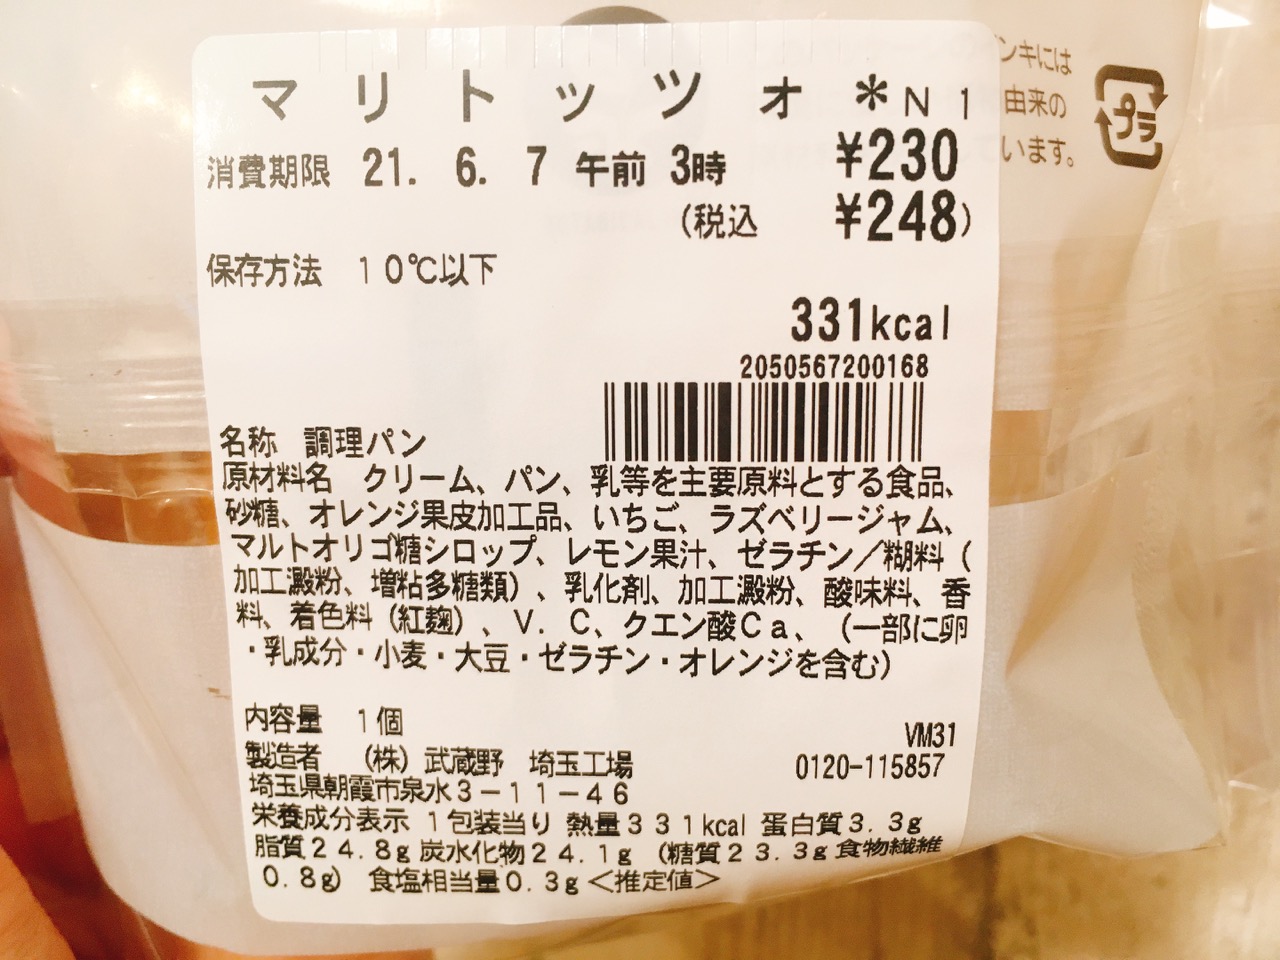 マリトッツォ *N1
消費期限 21. 6. 7 午前 3時 ¥230
(税込 ¥248)
保存方法 10℃以下
331kcal
2050567200168
名称 調理パン
原材料名 クリーム、パン、乳等を主要原料とする食品、
砂糖、オレンジ果皮加工品、いちご、ラズベリージャム、
マルトオリゴ糖シロップ、レモン果汁、ゼラチン/糊料(
加工澱粉、増粘多糖類)、乳化剤、加工澱粉、酸味料、香
料、着色料(紅麹)、V.C、クエン酸Ca、(一部に卵
・乳成分・小麦・大豆・ゼラチン・オレンジを含む)
内容量 1個
VM31
製造者 (株)武蔵野 埼玉工場 0120-115857
埼玉県朝霞市泉水3-11-46
栄養成分表示 1包装当り 熱量331kcal 蛋白質3.3g
脂質24.8g 炭水化物24.1g (糖質23.3g 食物繊維
0.8g) 食塩相当量0.3g<推定値>
ンキには
由来の
います。
プラ